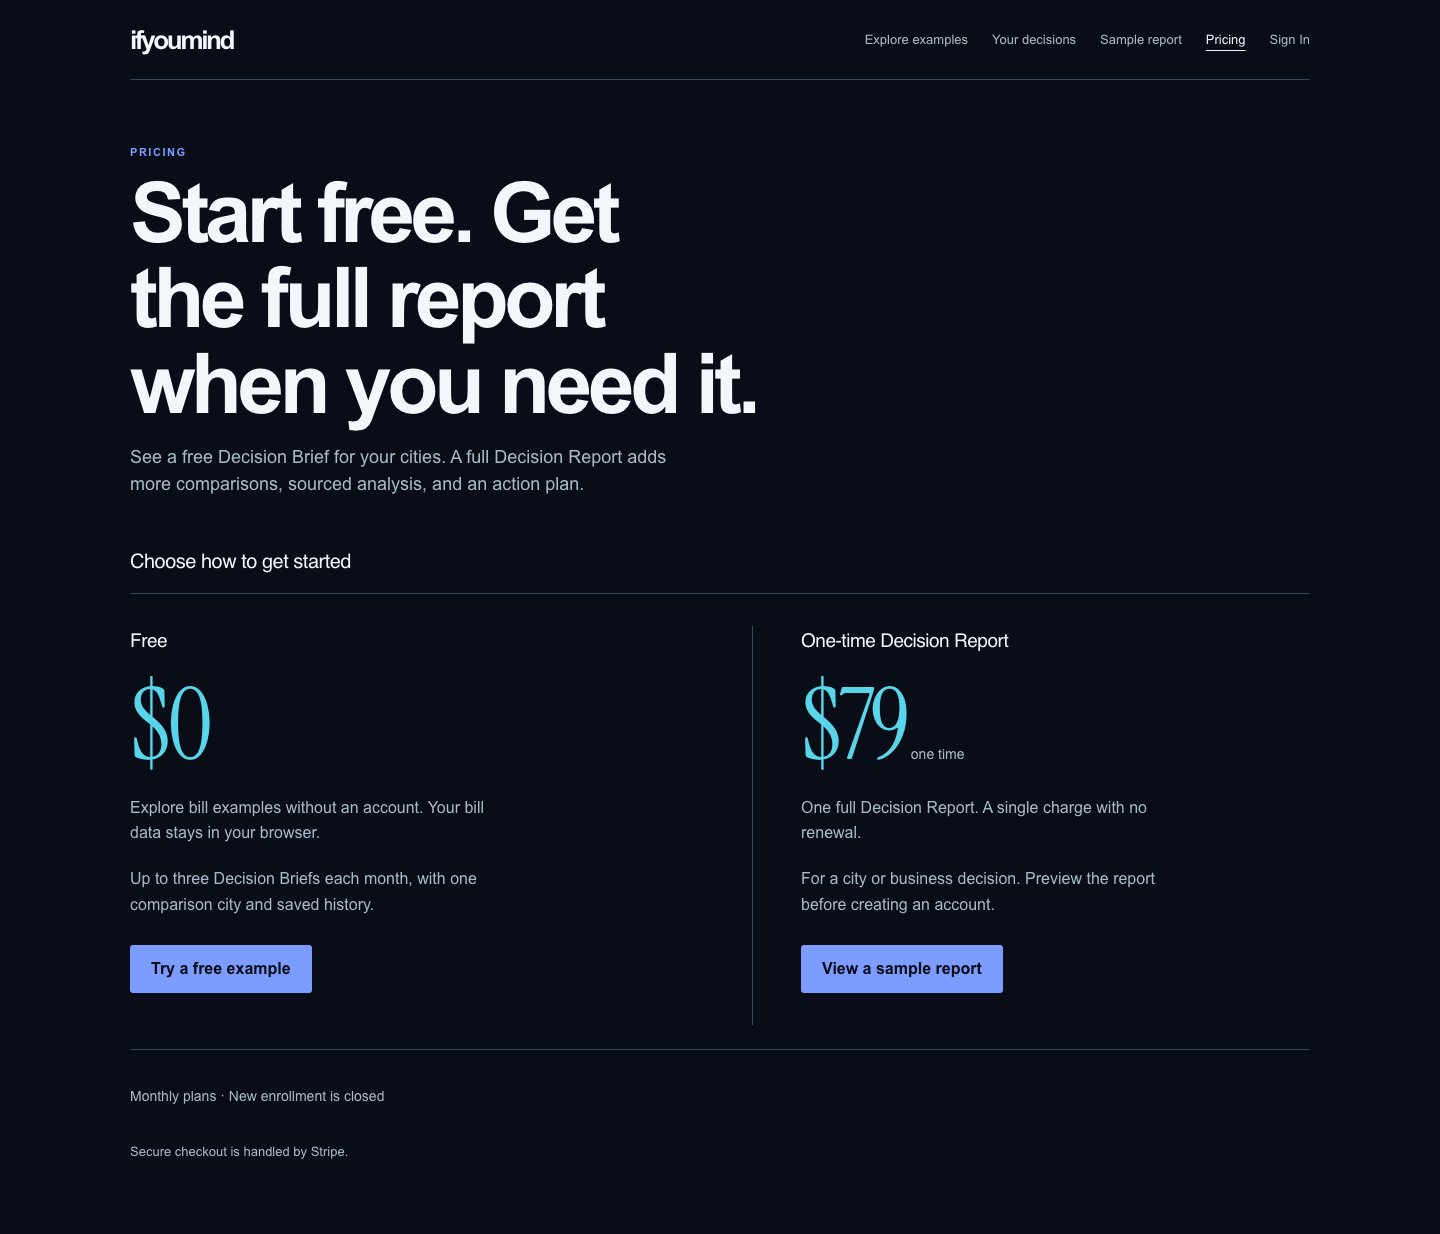 ifyoumind
Explore examples
Your decisions
Sample report
Pricing
Sign In
PRICING
Start free. Get
the full report
when you need it.
See a free Decision Brief for your cities. A full Decision Report adds
more comparisons, sourced analysis, and an action plan.
Choose how to get started
Free
$0
Explore bill examples without an account. Your bill
data stays in your browser.
Up to three Decision Briefs each month, with one
comparison city and saved history.
Try a free example
One-time Decision Report
$79 one time
One full Decision Report. A single charge with no
renewal.
For a city or business decision. Preview the report
before creating an account.
View a sample report
Monthly plans · New enrollment is closed
Secure checkout is handled by Stripe.